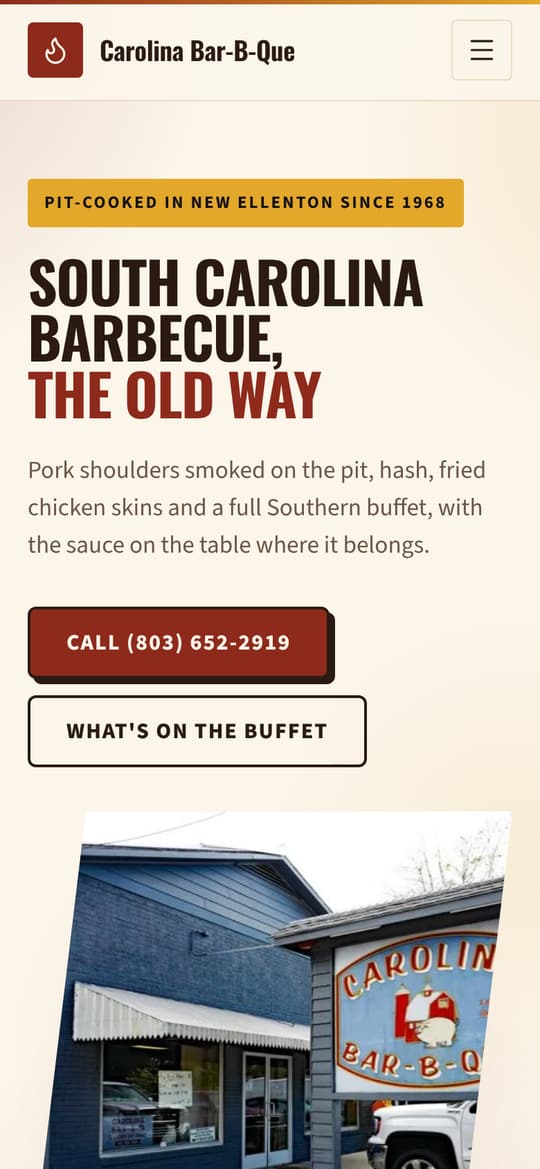 Carolina Bar-B-Que
PIT-COOKED IN NEW ELLENTON SINCE 1968
SOUTH CAROLINA
BARBECUE,
THE OLD WAY
Pork shoulders smoked on the pit, hash, fried
chicken skins and a full Southern buffet, with
the sauce on the table where it belongs.
CALL (803) 652-2919
WHAT'S ON THE BUFFET
CAROLIN
BAR-B-Q